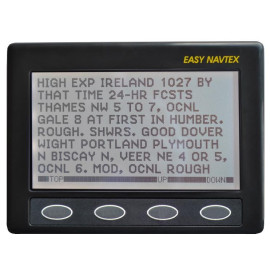 EASY NAVTEX
HIGH EXP IRELAND 1027 BY
THAT TIME 24-HR FCSTS
THAMES NW 5 TO 7, OCNL
GALE 8 AT FIRST IN HUMBER.
ROUGH. SHWRS. GOOD DOVER
WIGHT PORTLAND PLYMOUTH
N BISCAY N, VEER NE 4 OR 5,
OCNL 6. MOD, OCNL ROUGH
TOP UP DOWN